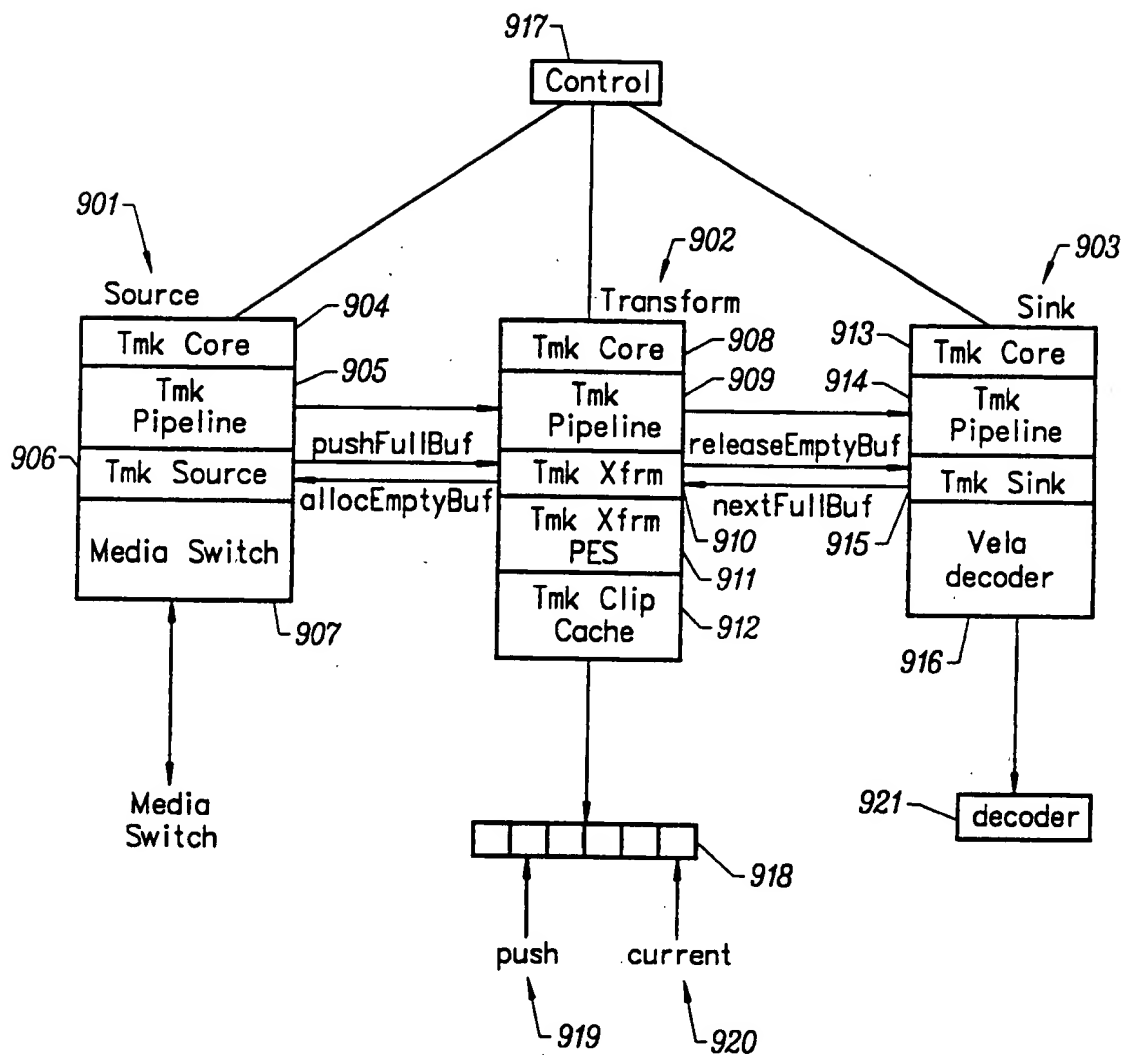 917
Control
901
902
903
Source
Transform
Sink
904
Tmk Core
908
Tmk Core
913
Tmk Core
905
Tmk
Pipeline
909
Tmk
Pipeline
914
Tmk
Pipeline
pushFullBuf
releaseEmptyBuf
906
Tmk Source
Tmk Xfrm
Tmk Sink
allocEmptyBuf
nextFullBuf
910
915
Media Switch
Tmk Xfrm
PES
911
Vela
decoder
907
Tmk Clip
Cache
912
916
Media
Switch
921
decoder
918
push
current
919
920